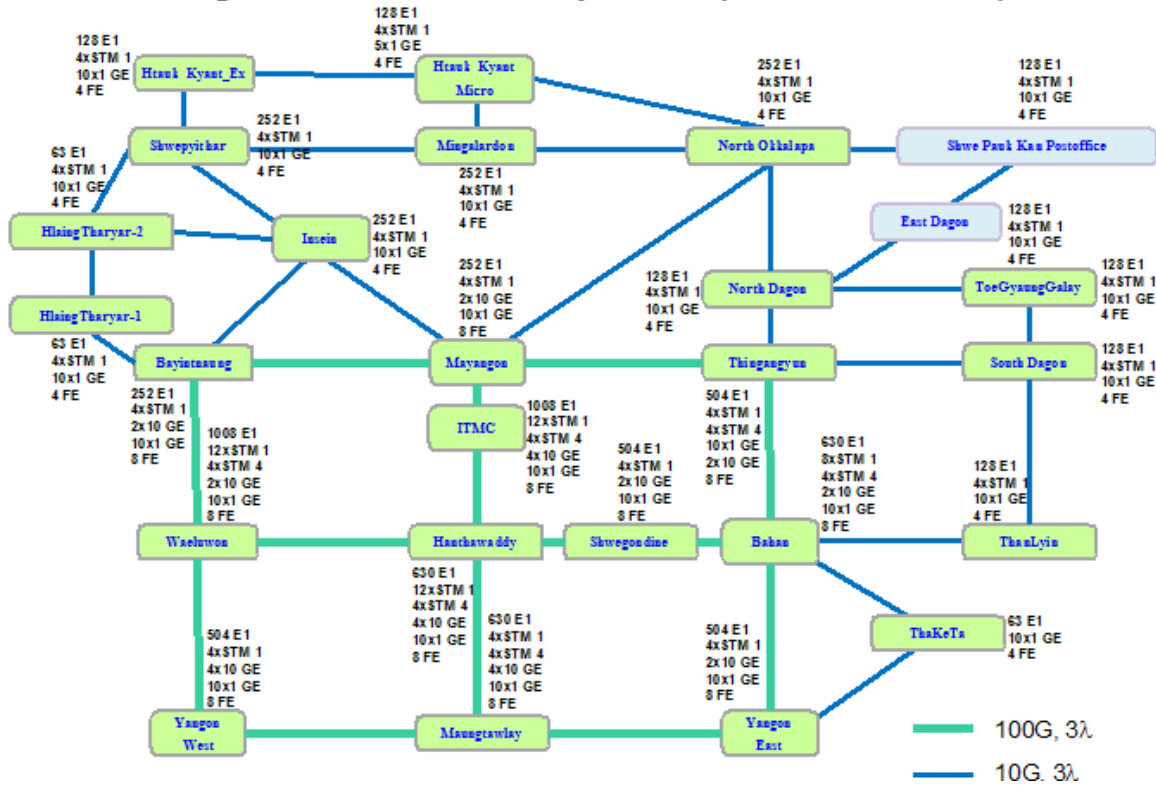 128 E1
4xSTM 1
10x1 GE
4 FE
Htauk Kyant_Ex
128 E1
4xSTM 1
5x1 GE
4 FE
Htauk Kyant
Micro
252 E1
4xSTM 1
10x1 GE
4 FE
128 E1
4xSTM 1
10x1 GE
4 FE
Shwepyithar
252 E1
4xSTM 1
10x1 GE
4 FE
Mingalardon
252 E1
4xSTM 1
10x1 GE
4 FE
North Okkalapa
Shwe Pauk Kan Postoffice
63 E1
4xSTM 1
10x1 GE
4 FE
HlaingTharyar-2
Insein
252 E1
4xSTM 1
10x1 GE
4 FE
East Dagon
128 E1
4xSTM 1
10x1 GE
4 FE
252 E1
4xSTM 1
2x10 GE
10x1 GE
8 FE
128 E1
4xSTM 1
10x1 GE
4 FE
North Dagon
ToeGyaungGalay
128 E1
4xSTM 1
10x1 GE
4 FE
HlaingTharyar-1
63 E1
4xSTM 1
10x1 GE
4 FE
Bayintnaung
Mayangon
Thingangyun
South Dagon
128 E1
4xSTM 1
10x1 GE
4 FE
252 E1
4xSTM 1
2x10 GE
10x1 GE
8 FE
1008 E1
12xSTM 1
4xSTM 4
2x10 GE
10x1 GE
8 FE
ITMC
1008 E1
12xSTM 1
4xSTM 4
4x10 GE
10x1 GE
8 FE
504 E1
4xSTM 1
2x10 GE
10x1 GE
8 FE
504 E1
4xSTM 1
4xSTM 4
10x1 GE
2x10 GE
8 FE
630 E1
8xSTM 1
4xSTM 4
2x10 GE
10x1 GE
8 FE
128 E1
4xSTM 1
10x1 GE
4 FE
Waeluwon
Hanthawaddy
Shwegondine
Bahan
ThanLyin
504 E1
4xSTM 1
4x10 GE
10x1 GE
8 FE
630 E1
12xSTM 1
4xSTM 4
4x10 GE
10x1 GE
8 FE
630 E1
4xSTM 1
4xSTM 4
4x10 GE
10x1 GE
8 FE
504 E1
4xSTM 1
2x10 GE
10x1 GE
8 FE
ThaKeTa
63 E1
10x1 GE
4 FE
Yangon
West
Maungtawlay
Yangon
East
100G, 3λ
10G, 3λ